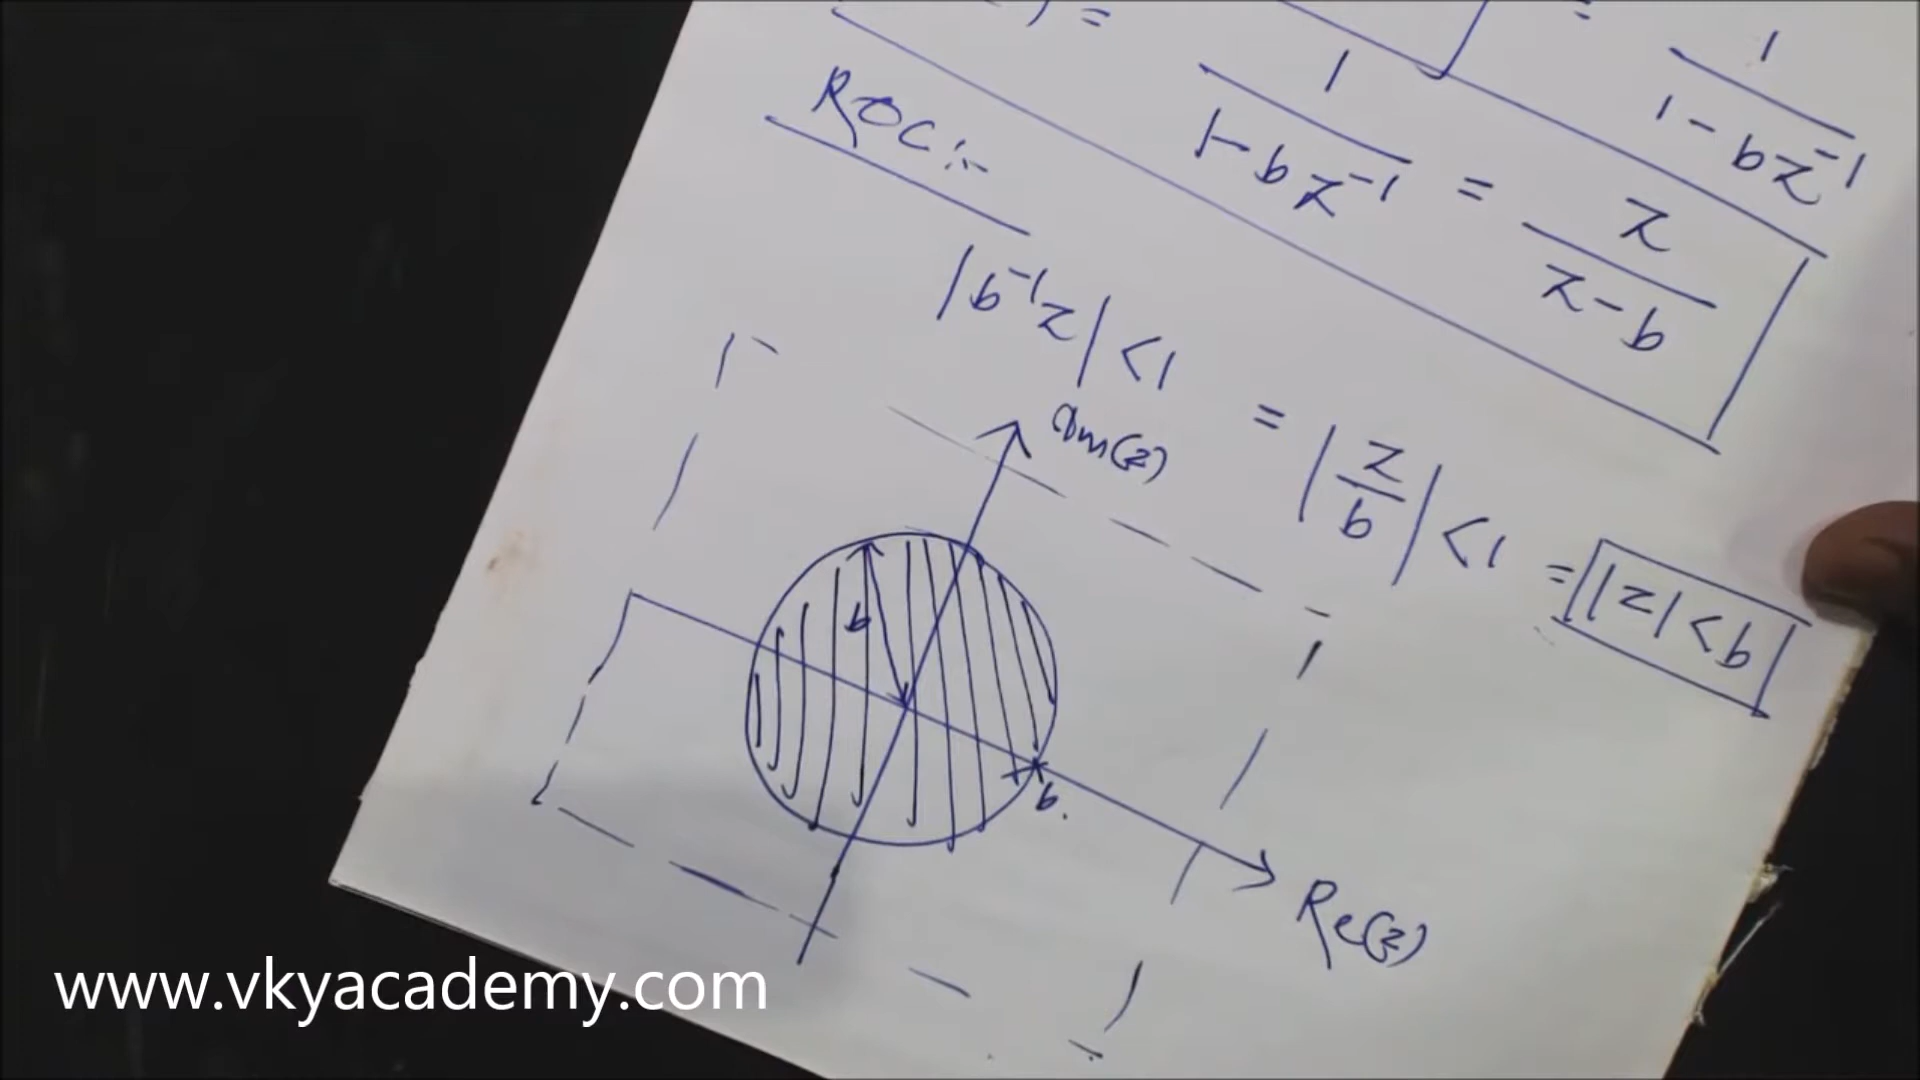 ) = 1/(1-bz⁻¹) = z/(z-b)
= 1/(1-bz⁻¹)
ROC :-
|b⁻¹z| <1 = |z/b| <1 = |z| <b
Im(z)
b
b.
Re(z)
www.vkyacademy.com